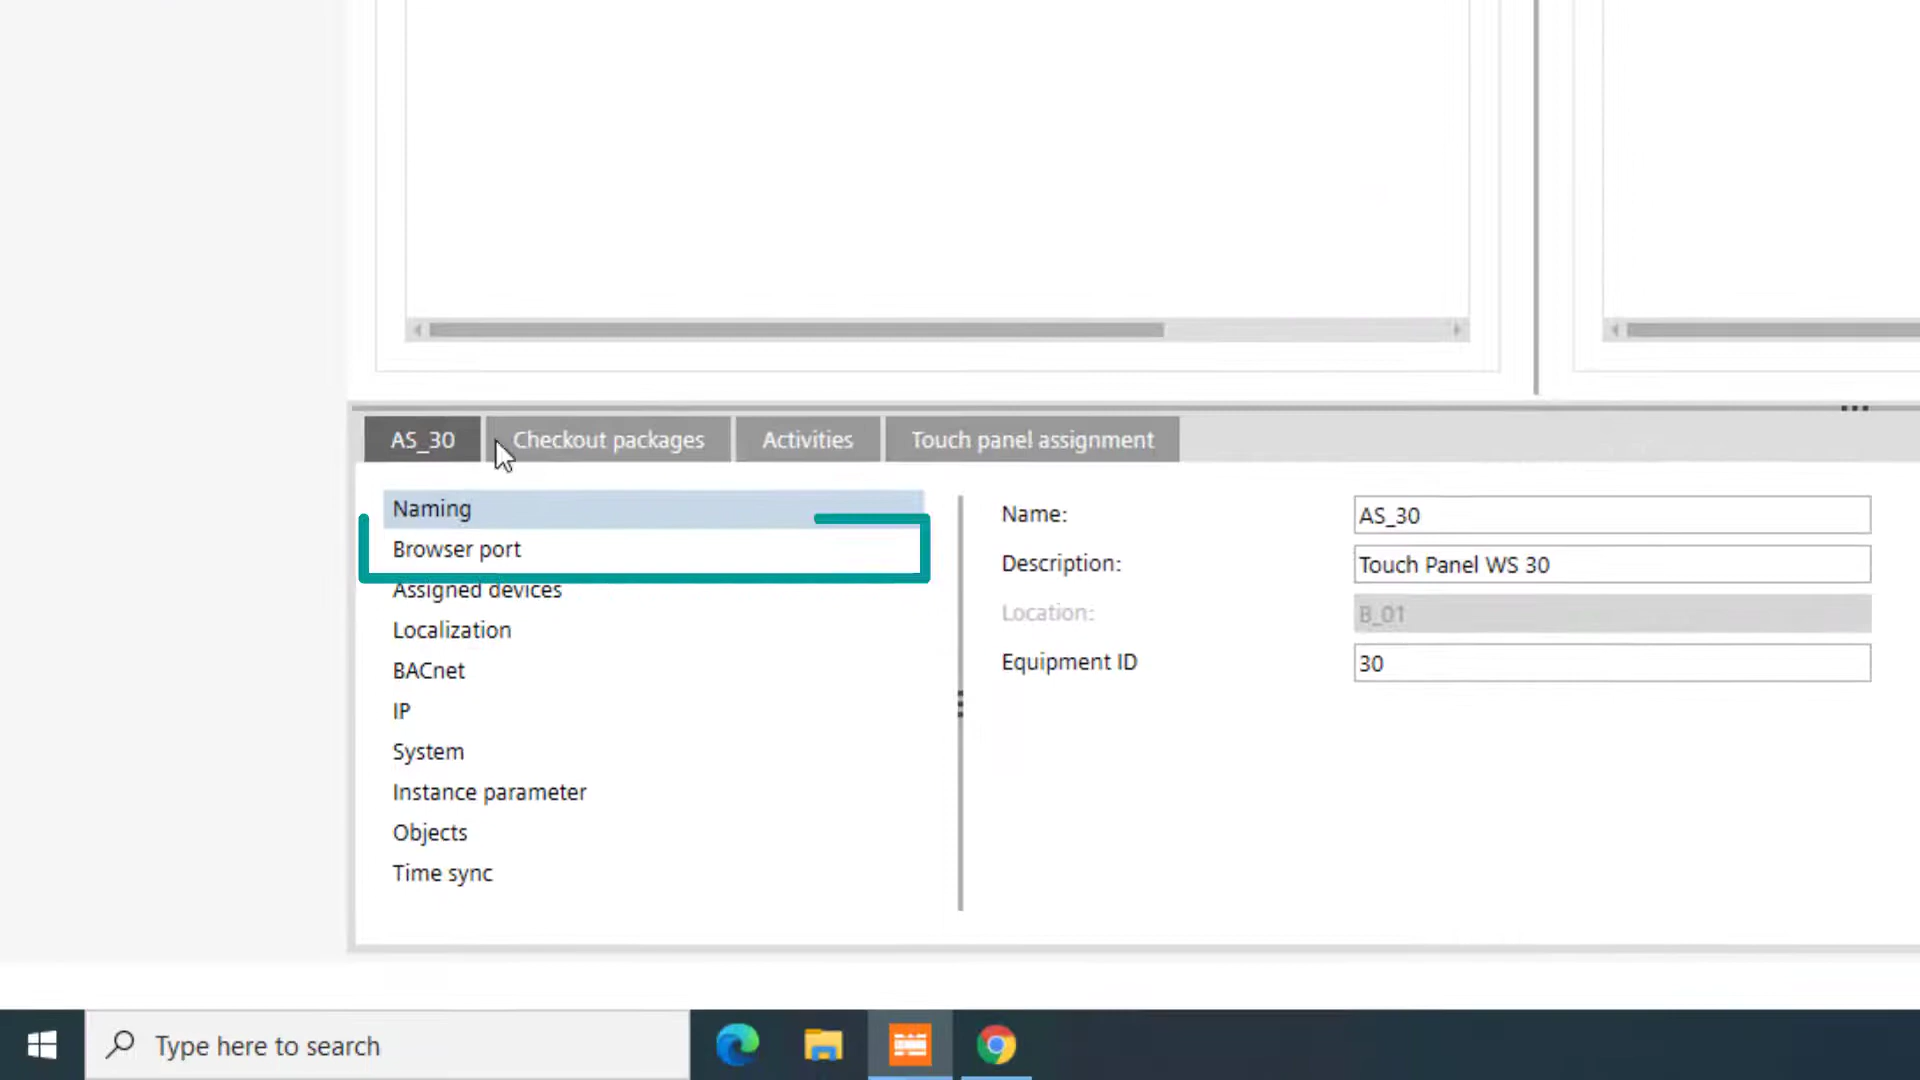 AS_30
Checkout packages
Activities
Touch panel assignment
Naming
Browser port
Assigned devices
Localization
BACnet
IP
System
Instance parameter
Objects
Time sync
Name:
AS_30
Description:
Touch Panel WS 30
Location:
B_01
Equipment ID
30
Type here to search